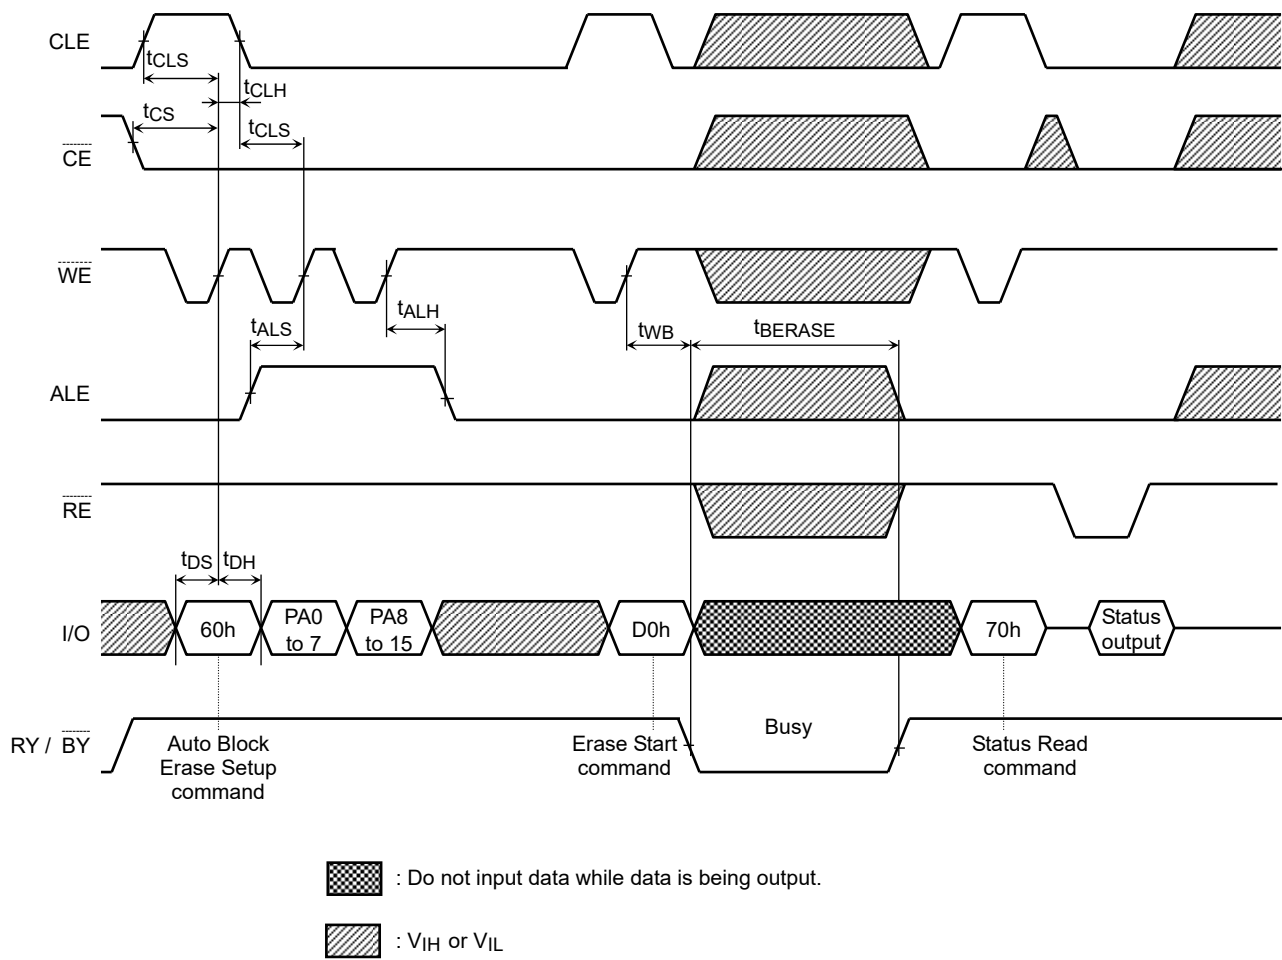 CLE
tCLS
tCLH
tCS
tCLS
CE
WE
tALS
tALH
tWB
tBERASE
ALE
RE
tDS
tDH
I/O
60h
PA0
to 7
PA8
to 15
D0h
70h
Status
output
RY / BY
Auto Block
Erase Setup
command
Erase Start
command
Busy
Status Read
command
: Do not input data while data is being output.
: VIH or VIL